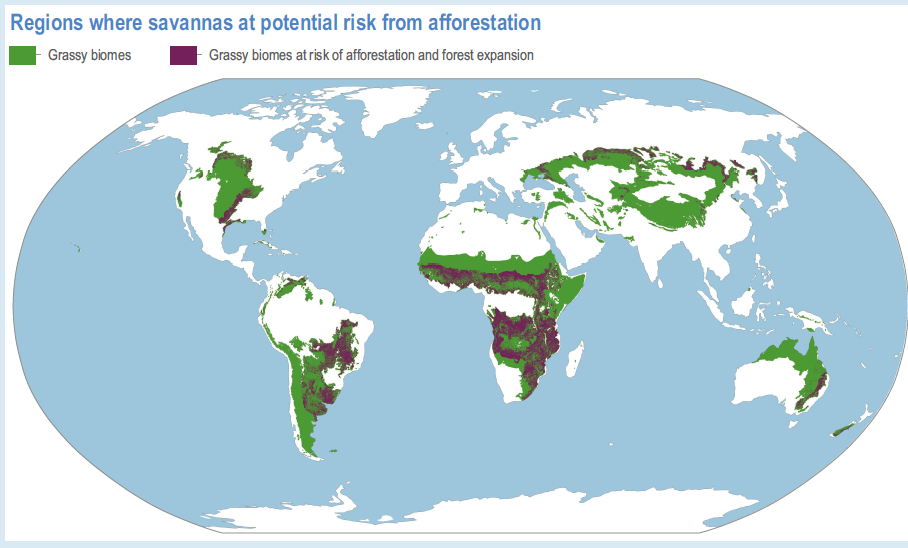 Regions where savannas at potential risk from afforestation
Grassy biomes
Grassy biomes at risk of afforestation and forest expansion